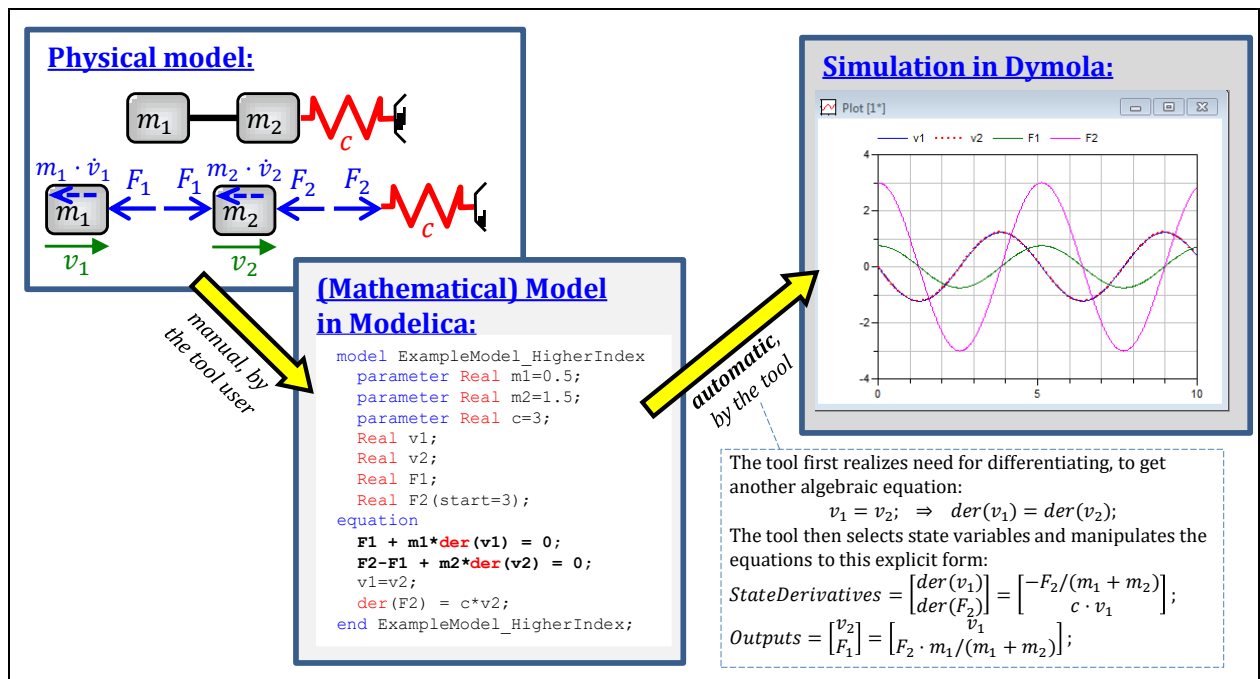 Physical model:
m₁ m₂ c
m₁ · v̇₁ F₁ F₁ m₂ · v̇₂ F₂ F₂
m₁ m₂ c
v₁ v₂
manual, by
the tool user
(Mathematical) Model
in Modelica:
model ExampleModel_HigherIndex
parameter Real m1=0.5;
parameter Real m2=1.5;
parameter Real c=3;
Real v1;
Real v2;
Real F1;
Real F2(start=3);
equation
F1 + m1*der(v1) = 0;
F2-F1 + m2*der(v2) = 0;
v1=v2;
der(F2) = c*v2;
end ExampleModel_HigherIndex;
automatic,
by the tool
Simulation in Dymola:
Plot [1*]
v1 v2 F1 F2
4
2
0
-2
-4
0 5 10
The tool first realizes need for differentiating, to get
another algebraic equation:
v₁ = v₂; ⇒ der(v₁) = der(v₂);
The tool then selects state variables and manipulates the
equations to this explicit form:
StateDerivatives = [der(v₁) der(F₂)] = [−F₂/(m₁ + m₂) c · v₁];
Outputs = [v₂ F₁] = [v₁ F₂ · m₁/(m₁ + m₂)];